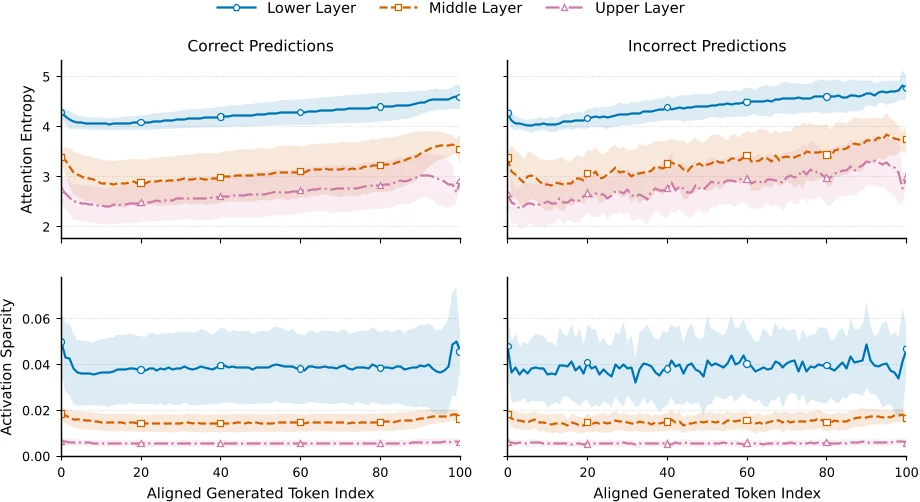 Lower Layer Middle Layer Upper Layer
Correct Predictions Incorrect Predictions
Attention Entropy
5
4
3
2
Activation Sparsity
0.06
0.04
0.02
0.00
0 20 40 60 80 100 0 20 40 60 80 100
Aligned Generated Token Index Aligned Generated Token Index